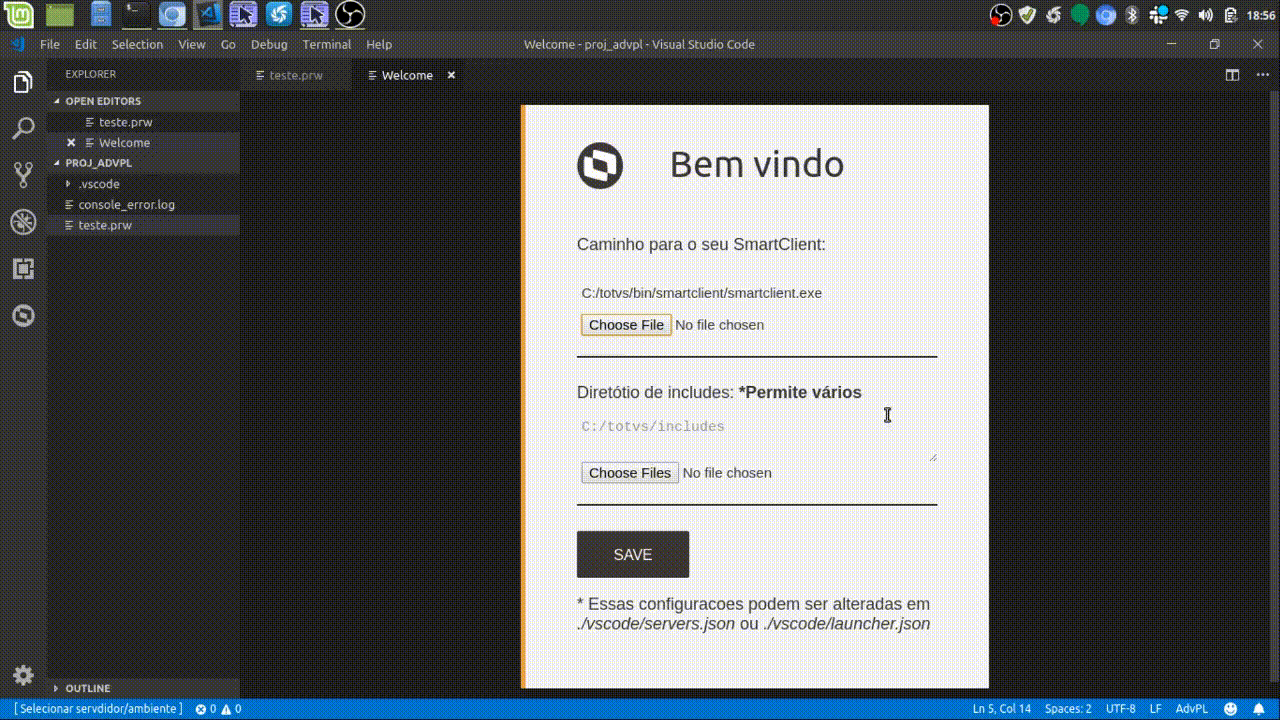 18:56
File Edit Selection View Go Debug Terminal Help
Welcome - proj_advpl - Visual Studio Code
EXPLORER
teste.prw
Welcome
OPEN EDITORS
teste.prw
Welcome
PROJ_ADVPL
.vscode
console_error.log
teste.prw
OUTLINE
Bem vindo
Caminho para o seu SmartClient:
C:/totvs/bin/smartclient/smartclient.exe
Choose File No file chosen
Diretótio de includes: *Permite vários
C:/totvs/includes
Choose Files No file chosen
SAVE
* Essas configuracoes podem ser alteradas em
./vscode/servers.json ou ./vscode/launcher.json
[ Selecionar servdidor/ambiente ] 0 0 Ln 5, Col 14 Spaces: 2 UTF-8 LF AdvPL